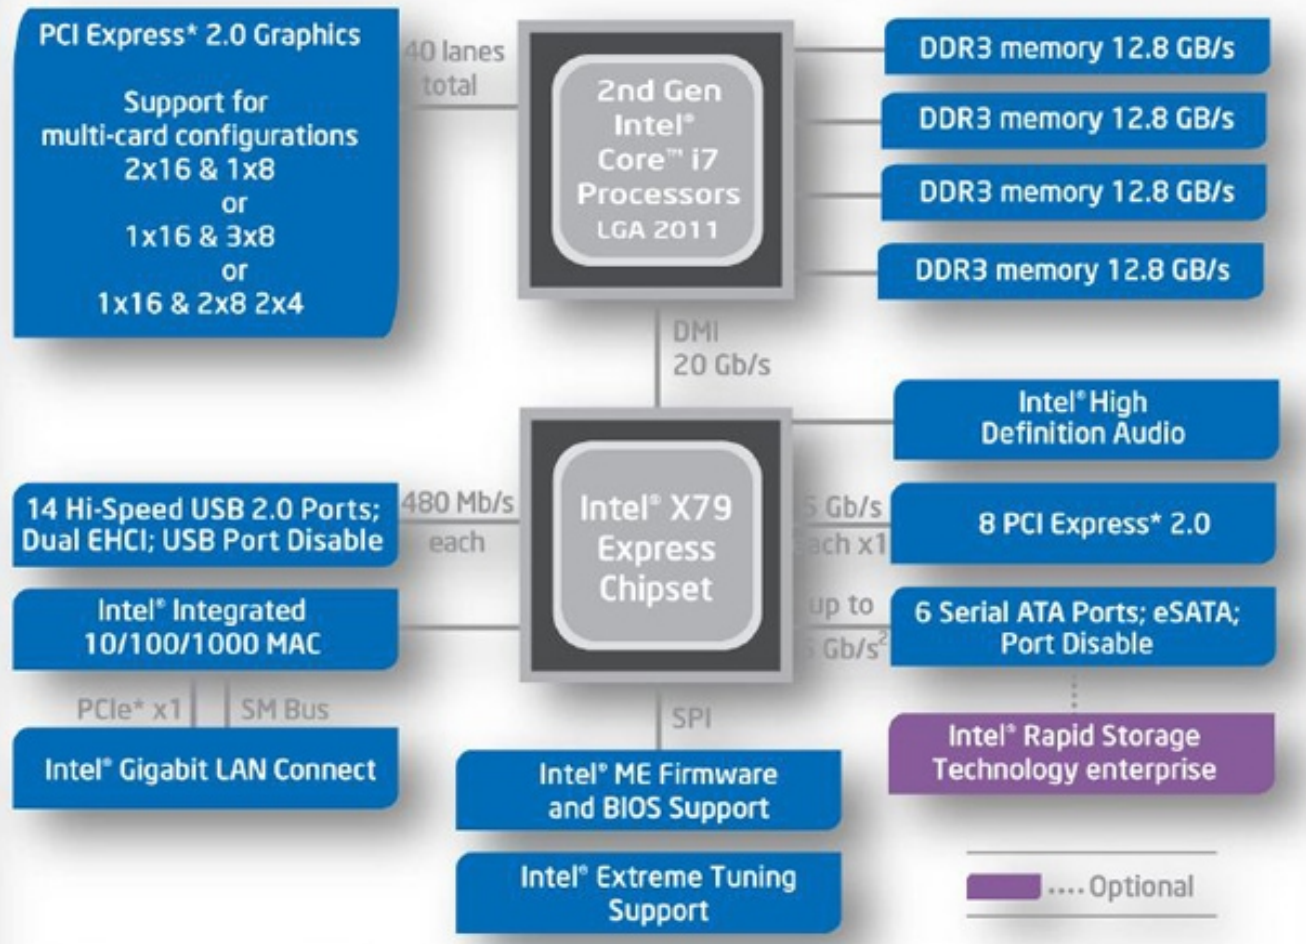 PCI Express* 2.0 Graphics
Support for
multi-card configurations
2x16 & 1x8
or
1x16 & 3x8
or
1x16 & 2x8 2x4
40 lanes
total
2nd Gen
Intel®
Core™ i7
Processors
LGA 2011
DDR3 memory 12.8 GB/s
DDR3 memory 12.8 GB/s
DDR3 memory 12.8 GB/s
DDR3 memory 12.8 GB/s
DMI
20 Gb/s
Intel® High
Definition Audio
14 Hi-Speed USB 2.0 Ports;
Dual EHCI; USB Port Disable
480 Mb/s
each
Intel® X79
Express
Chipset
5 Gb/s
each x1
8 PCI Express* 2.0
Intel® Integrated
10/100/1000 MAC
up to
Gb/s²
6 Serial ATA Ports; eSATA;
Port Disable
PCIe* x1
SM Bus
Intel® Gigabit LAN Connect
SPI
Intel® ME Firmware
and BIOS Support
Intel® Rapid Storage
Technology enterprise
Intel® Extreme Tuning
Support
Optional